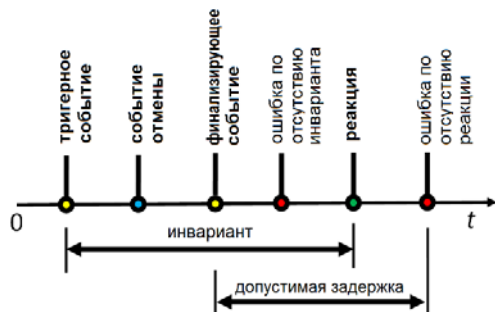 тригерное
событие
событие
отмены
финализирующее
событие
ошибка по
отсутствию
инварианта
реакция
ошибка по
отсутствию
реакции
0
t
инвариант
допустимая задержка